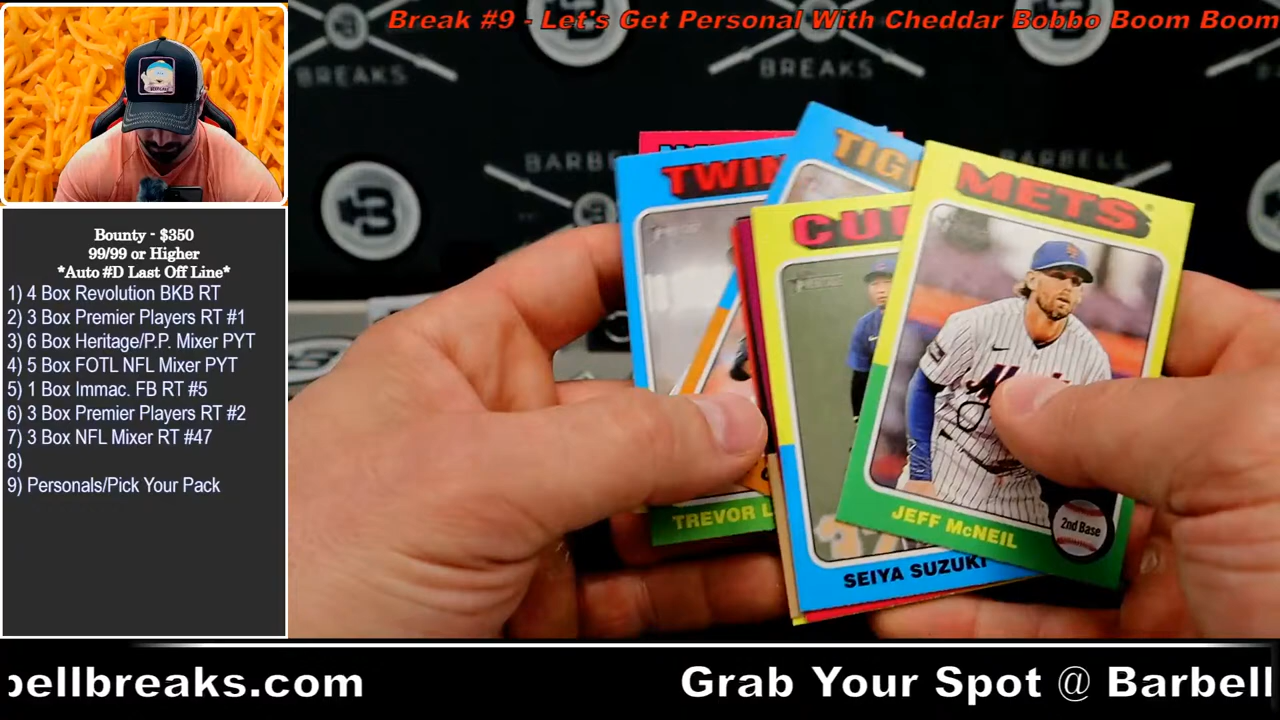 Break #9 - Let's Get Personal With Cheddar Bobbo Boom Boom
BREAKS
BREAKS
BARBELL
BARBELL
Bounty - $350
99/99 or Higher
*Auto #D Last Off Line*
1) 4 Box Revolution BKB RT
2) 3 Box Premier Players RT #1
3) 6 Box Heritage/P.P. Mixer PYT
4) 5 Box FOTL NFL Mixer PYT
5) 1 Box Immac. FB RT #5
6) 3 Box Premier Players RT #2
7) 3 Box NFL Mixer RT #47
8)
9) Personals/Pick Your Pack
TWIN
TIG
CU
METS
TREVOR L
SEIYA SUZUKI
JEFF McNEIL
2nd Base
bellbreaks.com
Grab Your Spot @ Barbell